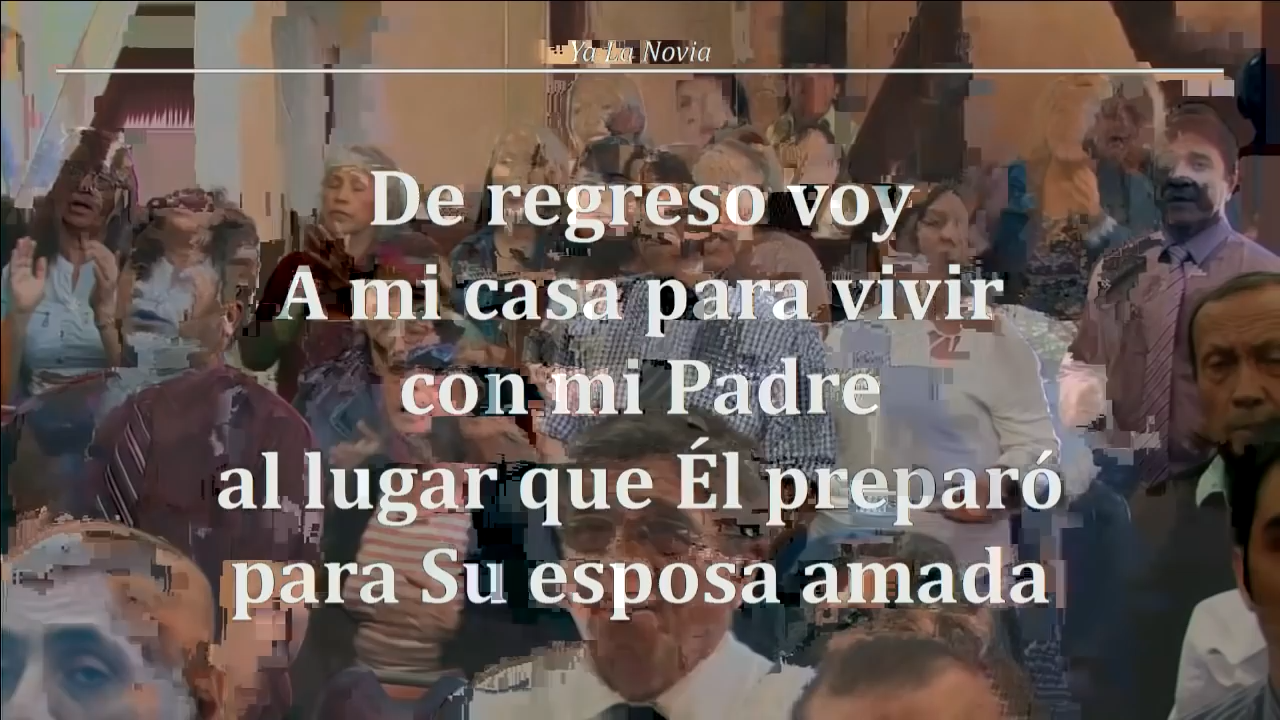 Ya La Novia
De regreso voy
A mi casa para vivir
con mi Padre
al lugar que Él preparó
para Su esposa amada